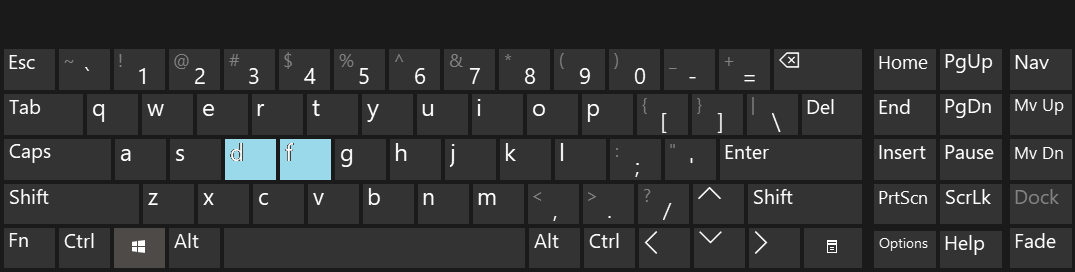 Esc ~ ` ! 1 @ 2 # 3 $ 4 % 5 ^ 6 & 7 * 8 ( 9 ) 0 _ - + = Home PgUp Nav
Tab q w e r t y u i o p { [ } ] | \ Del End PgDn Mv Up
Caps a s d f g h j k l : ; " ' Enter Insert Pause Mv Dn
Shift z x c v b n m < , > . ? / Shift PrtScn ScrLk Dock
Fn Ctrl Alt Alt Ctrl Options Help Fade